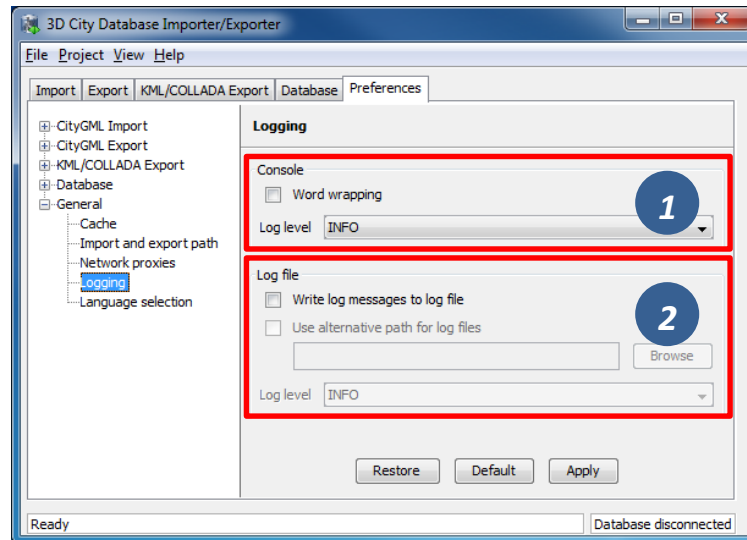 3D City Database Importer/Exporter
File Project View Help
Import Export KML/COLLADA Export Database Preferences
CityGML Import
CityGML Export
KML/COLLADA Export
Database
General
Cache
Import and export path
Network proxies
Logging
Language selection
Logging
Console
Word wrapping
1
Log level INFO
Log file
Write log messages to log file
Use alternative path for log files
2
Browse
Log level INFO
Restore Default Apply
Ready Database disconnected